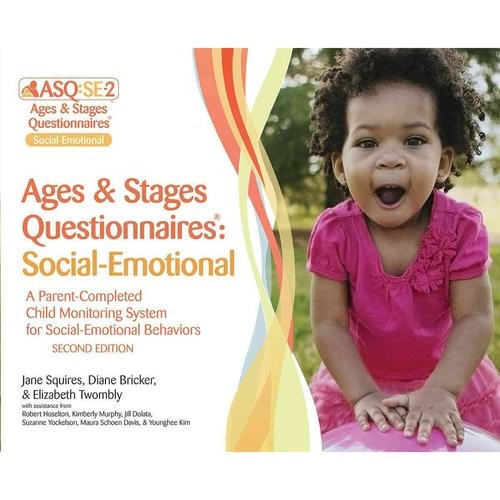 ASQ:SE-2™
Ages & Stages
Questionnaires®
Social-Emotional
Ages & Stages
Questionnaires®:
Social-Emotional
A Parent-Completed
Child Monitoring System
for Social-Emotional Behaviors
SECOND EDITION
Jane Squires, Diane Bricker,
& Elizabeth Twombly
with assistance from
Robert Hoselton, Kimberly Murphy, Jill Dolata,
Suzanne Yockelson, Maura Schoen Davis, & Younghee Kim